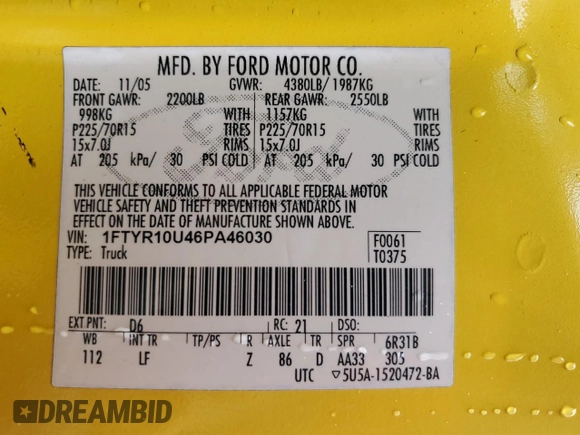 MFD. BY FORD MOTOR CO.
DATE: 11/05 GVWR: 4380LB/ 1987KG
FRONT GAWR: 2200LB REAR GAWR: 2550LB
998KG WITH 1157KG WITH
P225/70R15 TIRES P225/70R15 TIRES
15x7.0J RIMS 15x7.0J RIMS
AT 205 kPa/ 30 PSI COLD AT 205 kPa/ 30 PSI COLD
Ford
THIS VEHICLE CONFORMS TO ALL APPLICABLE FEDERAL MOTOR
VEHICLE SAFETY AND THEFT PREVENTION STANDARDS IN
EFFECT ON THE DATE OF MANUFACTURE SHOWN ABOVE.
VIN: 1FTYR10U46PA46030 F0061
TYPE: Truck T0375
EXT PNT: D6 RC: 21 DSO:
WB INT TR TP/PS R AXLE TR SPR 6R31B
112 LF Z 86 D AA33 305
UTC ▽5U5A-1520472-BA
DREAMBID